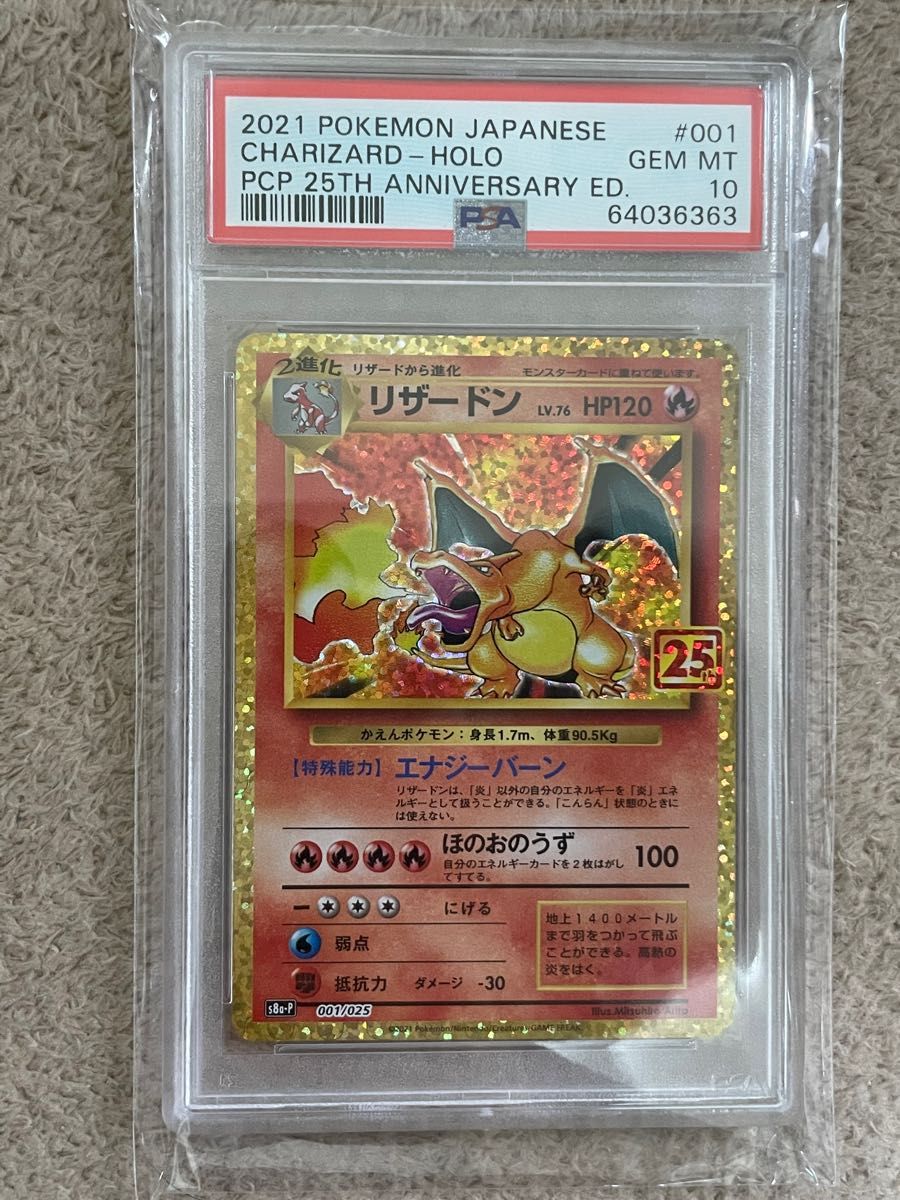 2021 POKEMON JAPANESE #001
CHARIZARD-HOLO GEM MT
PCP 25TH ANNIVERSARY ED. 10
PSA 64036363
2進化 リザードから進化 モンスターカードに重ねて使います。
リザードン LV.76 HP120
25th
かえんポケモン：身長1.7m、体重90.5Kg
【特殊能力】 エナジーバーン
リザードンは、「炎」以外の自分のエネルギーを「炎」エネ
ルギーとして扱うことができる。「こんらん」状態のときに
は使えない。
ほのおのうず 100
自分のエネルギーカードを2枚はがし
てすてる。
ー にげる
弱点
抵抗力 ダメージ -30
地上1400メートル
まで羽をつかって飛ぶ
ことができる。高熱の
炎をはく。
s8a-P 001/025 Illus.Mitsuhiro Arita
©2021 Pokémon/Nintendo/Creatures/GAME FREAK